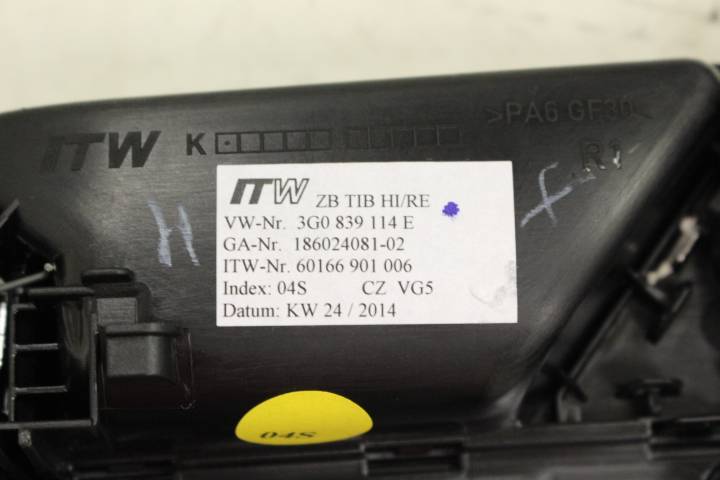 >PA6 GF30<
ITW K
R1
ITW ZB TIB HI/RE
VW-Nr. 3G0 839 114 E
GA-Nr. 186024081-02
ITW-Nr. 60166 901 006
Index: 04S CZ VG5
Datum: KW 24 / 2014
H
04S